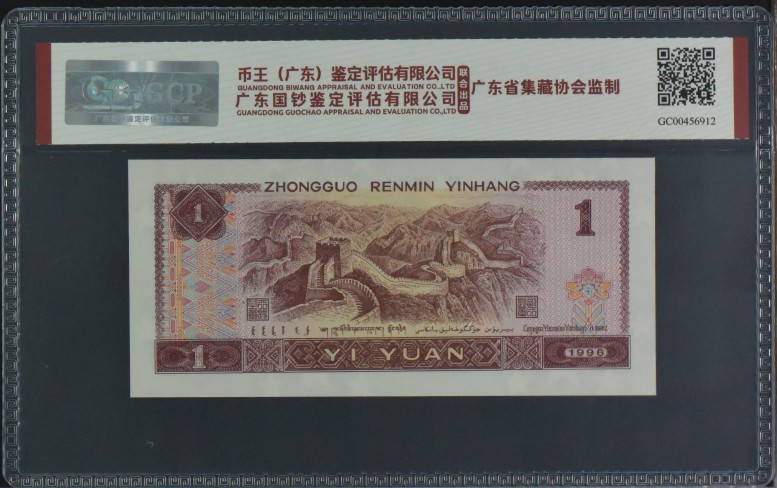 GCP
币王（广东）鉴定评估有限公司
GUANGDONG BIWANG APPRAISAL AND EVALUATION CO.,LTD
广东国钞鉴定评估有限公司
GUANGDONG GUOCHAO APPRAISAL AND EVALUATION CO.,LTD
联合出品
广东省集藏协会监制
GC00456912
ZHONGGUO RENMIN YINHANG
1
1
1
YI YUAN
1996